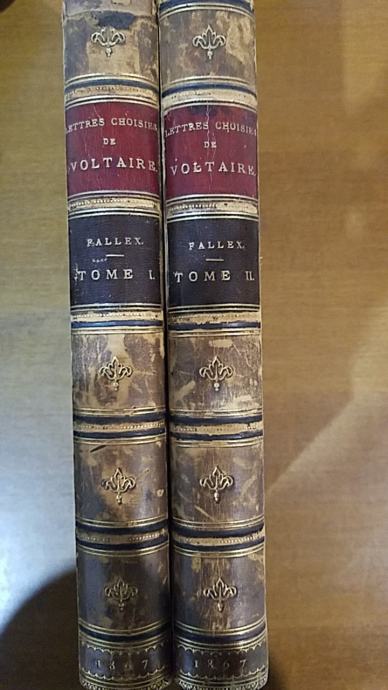 LETTRES CHOISIES
DE
VOLTAIRE.
FALLEX.
TOME I.
1867
LETTRES CHOISIES
DE
VOLTAIRE.
FALLEX.
TOME II.
1867